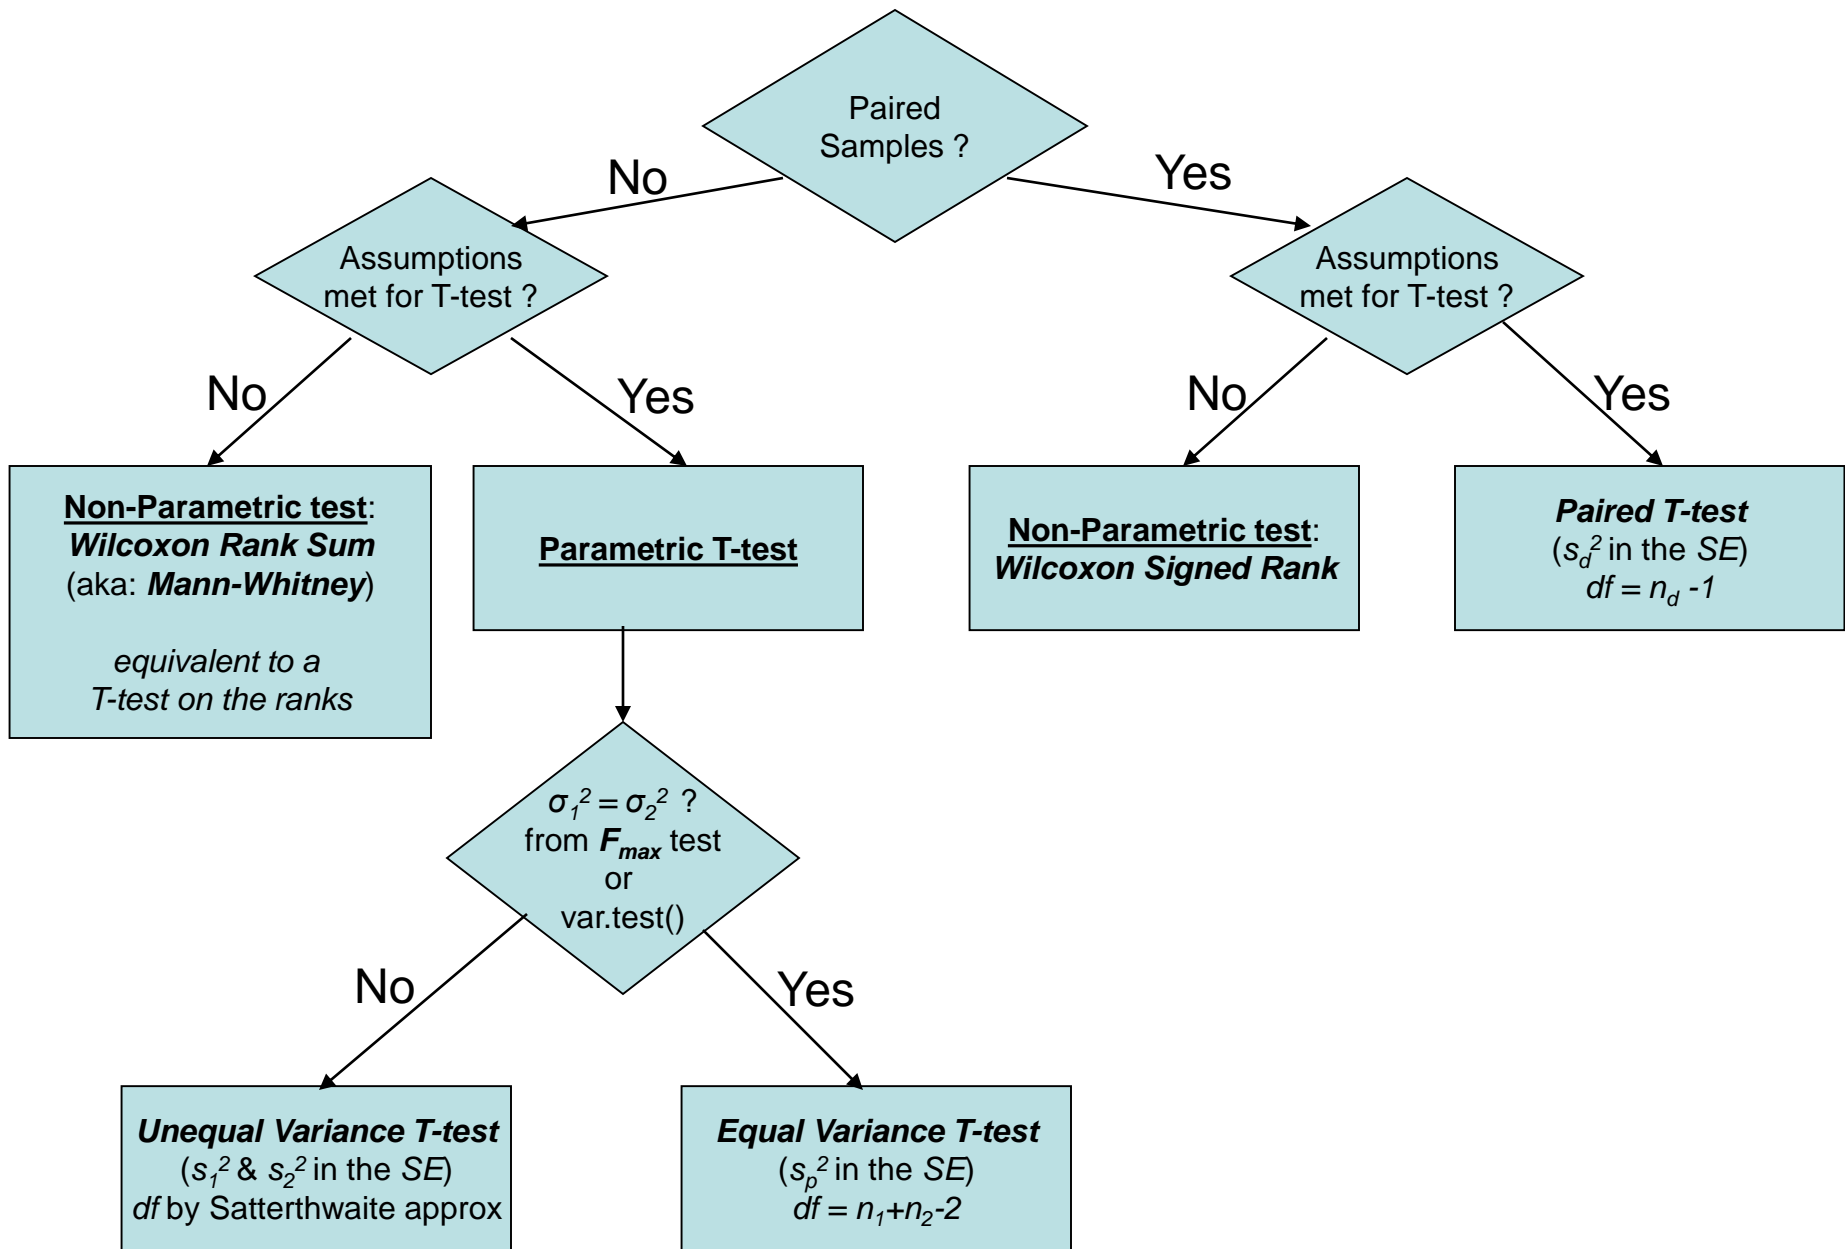 Paired
Samples ?
No
Yes
Assumptions
met for T-test ?
Assumptions
met for T-test ?
No
Yes
No
Yes
Non-Parametric test:
Wilcoxon Rank Sum
(aka: Mann-Whitney)
equivalent to a
T-test on the ranks
Parametric T-test
Non-Parametric test:
Wilcoxon Signed Rank
Paired T-test
(s_d² in the SE)
df = n_d -1
σ₁² = σ₂² ?
from F_max test
or
var.test()
No
Yes
Unequal Variance T-test
(s₁² & s₂² in the SE)
df by Satterthwaite approx
Equal Variance T-test
(s_p² in the SE)
df = n₁+n₂-2